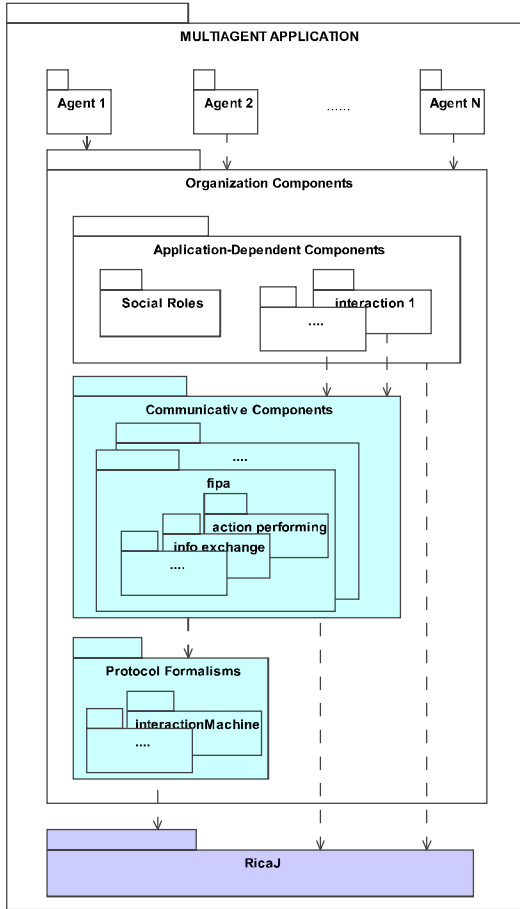 MULTIAGENT APPLICATION
Agent 1
Agent 2
......
Agent N
Organization Components
Application-Dependent Components
Social Roles
interaction 1
....
Communicative Components
....
fipa
action performing
info exchange
....
Protocol Formalisms
interactionMachine
....
RicaJ